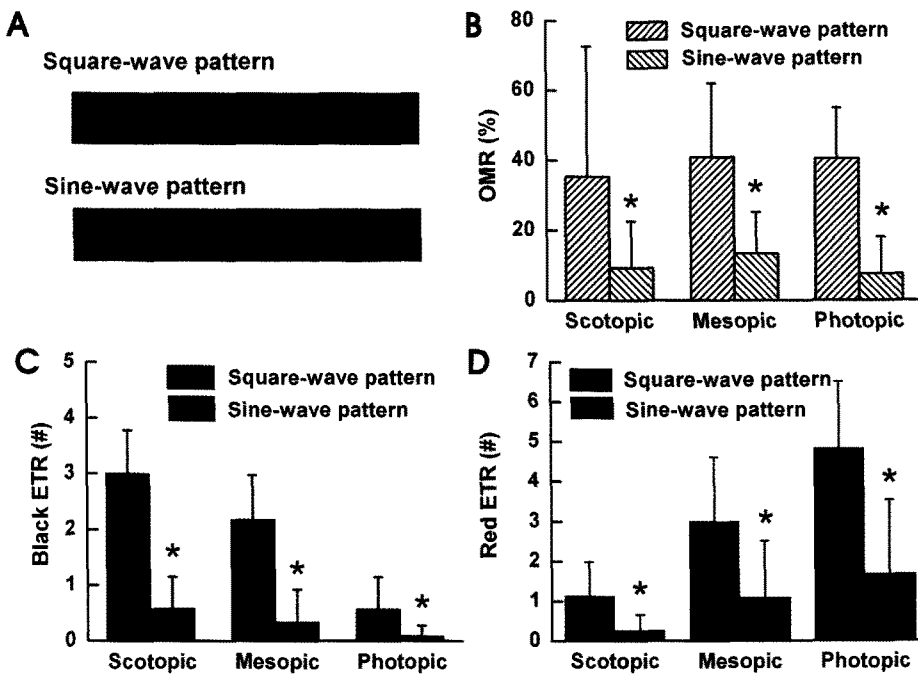 A
Square-wave pattern
Sine-wave pattern
B
Square-wave pattern
Sine-wave pattern
OMR (%)
80
60
40
20
0
*
*
*
Scotopic Mesopic Photopic
C
Square-wave pattern
Sine-wave pattern
Black ETR (#)
5
4
3
2
1
0
*
*
*
Scotopic Mesopic Photopic
D
Square-wave pattern
Sine-wave pattern
Red ETR (#)
7
6
5
4
3
2
1
0
*
*
*
Scotopic Mesopic Photopic